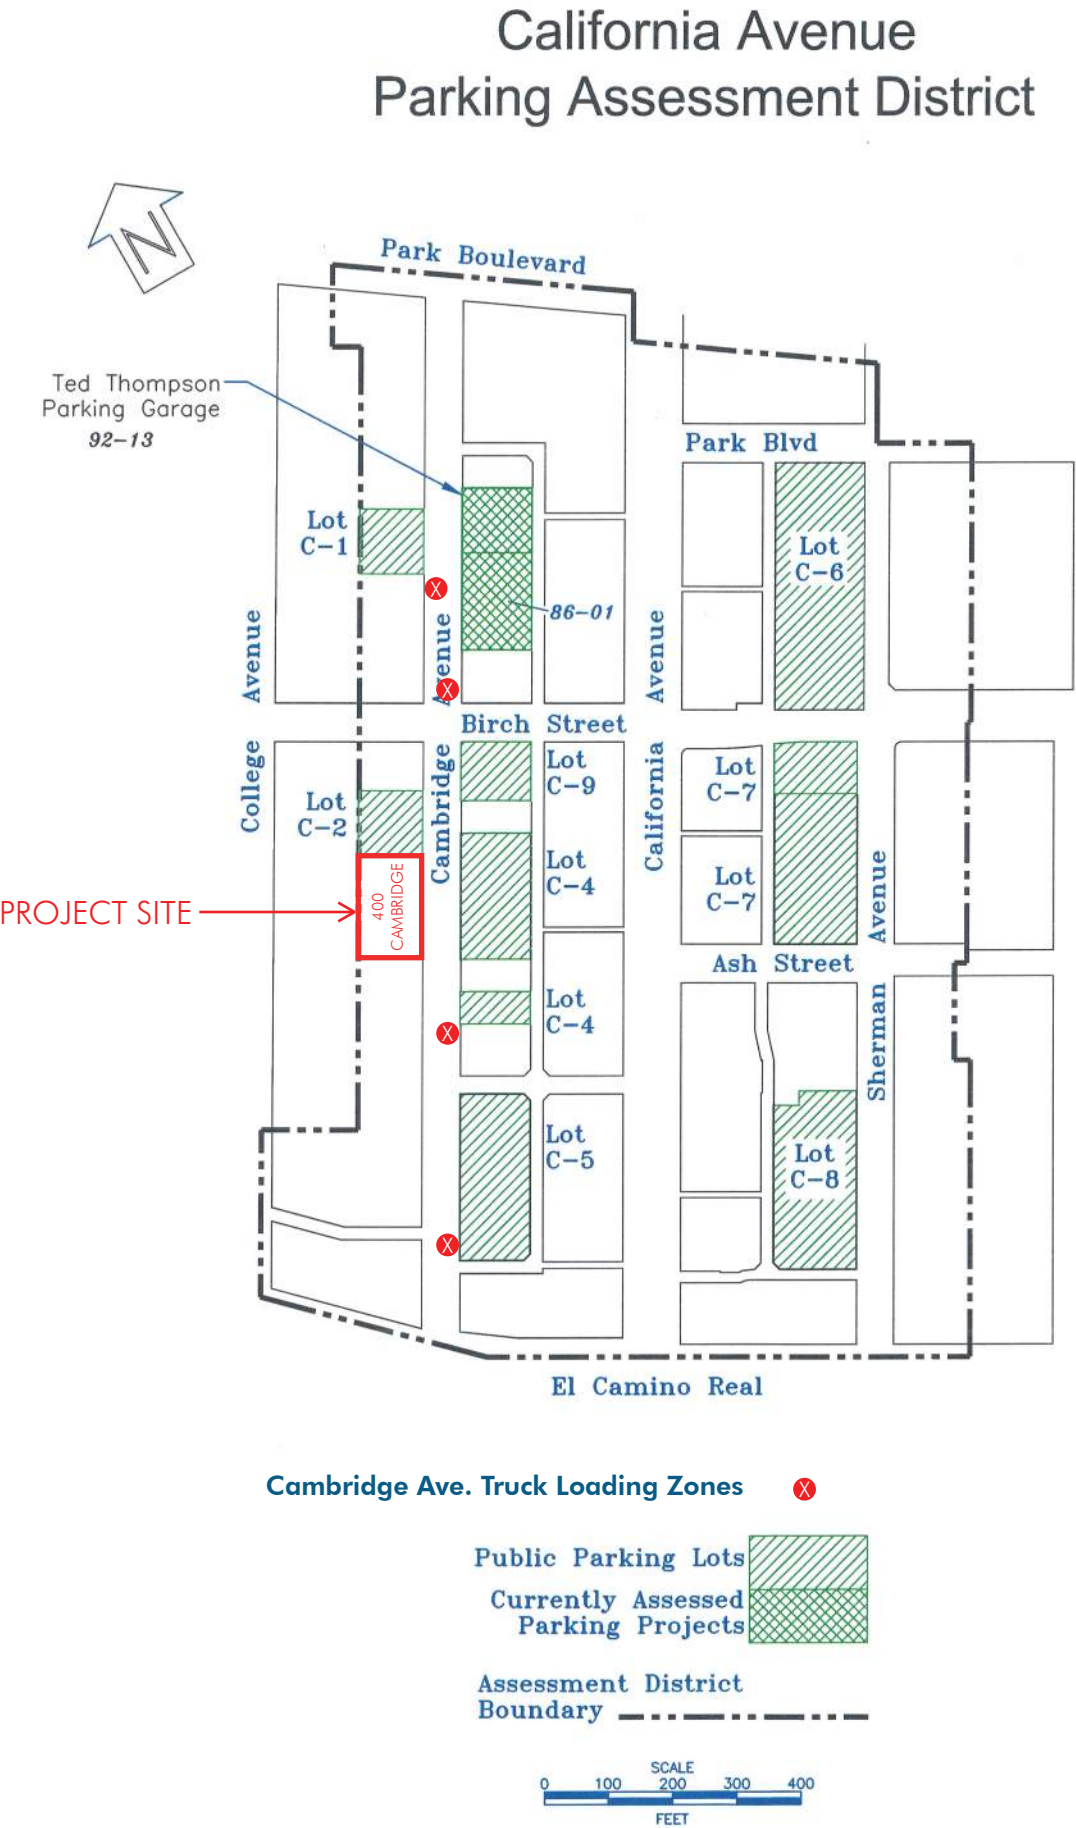 California Avenue
Parking Assessment District
N
Park Boulevard
Ted Thompson
Parking Garage
92-13
Park Blvd
Lot
C-1
Lot
C-6
X
86-01
Avenue
Avenue
Avenue
X
Birch Street
College
Cambridge
California
Lot
C-9
Lot
C-7
Lot
C-2
Lot
C-4
Lot
C-7
Avenue
400
CAMBRIDGE
PROJECT SITE
Ash Street
Lot
C-4
Sherman
X
Lot
C-5
Lot
C-8
X
El Camino Real
Cambridge Ave. Truck Loading Zones X
Public Parking Lots
Currently Assessed
Parking Projects
Assessment District
Boundary
SCALE
0 100 200 300 400
FEET